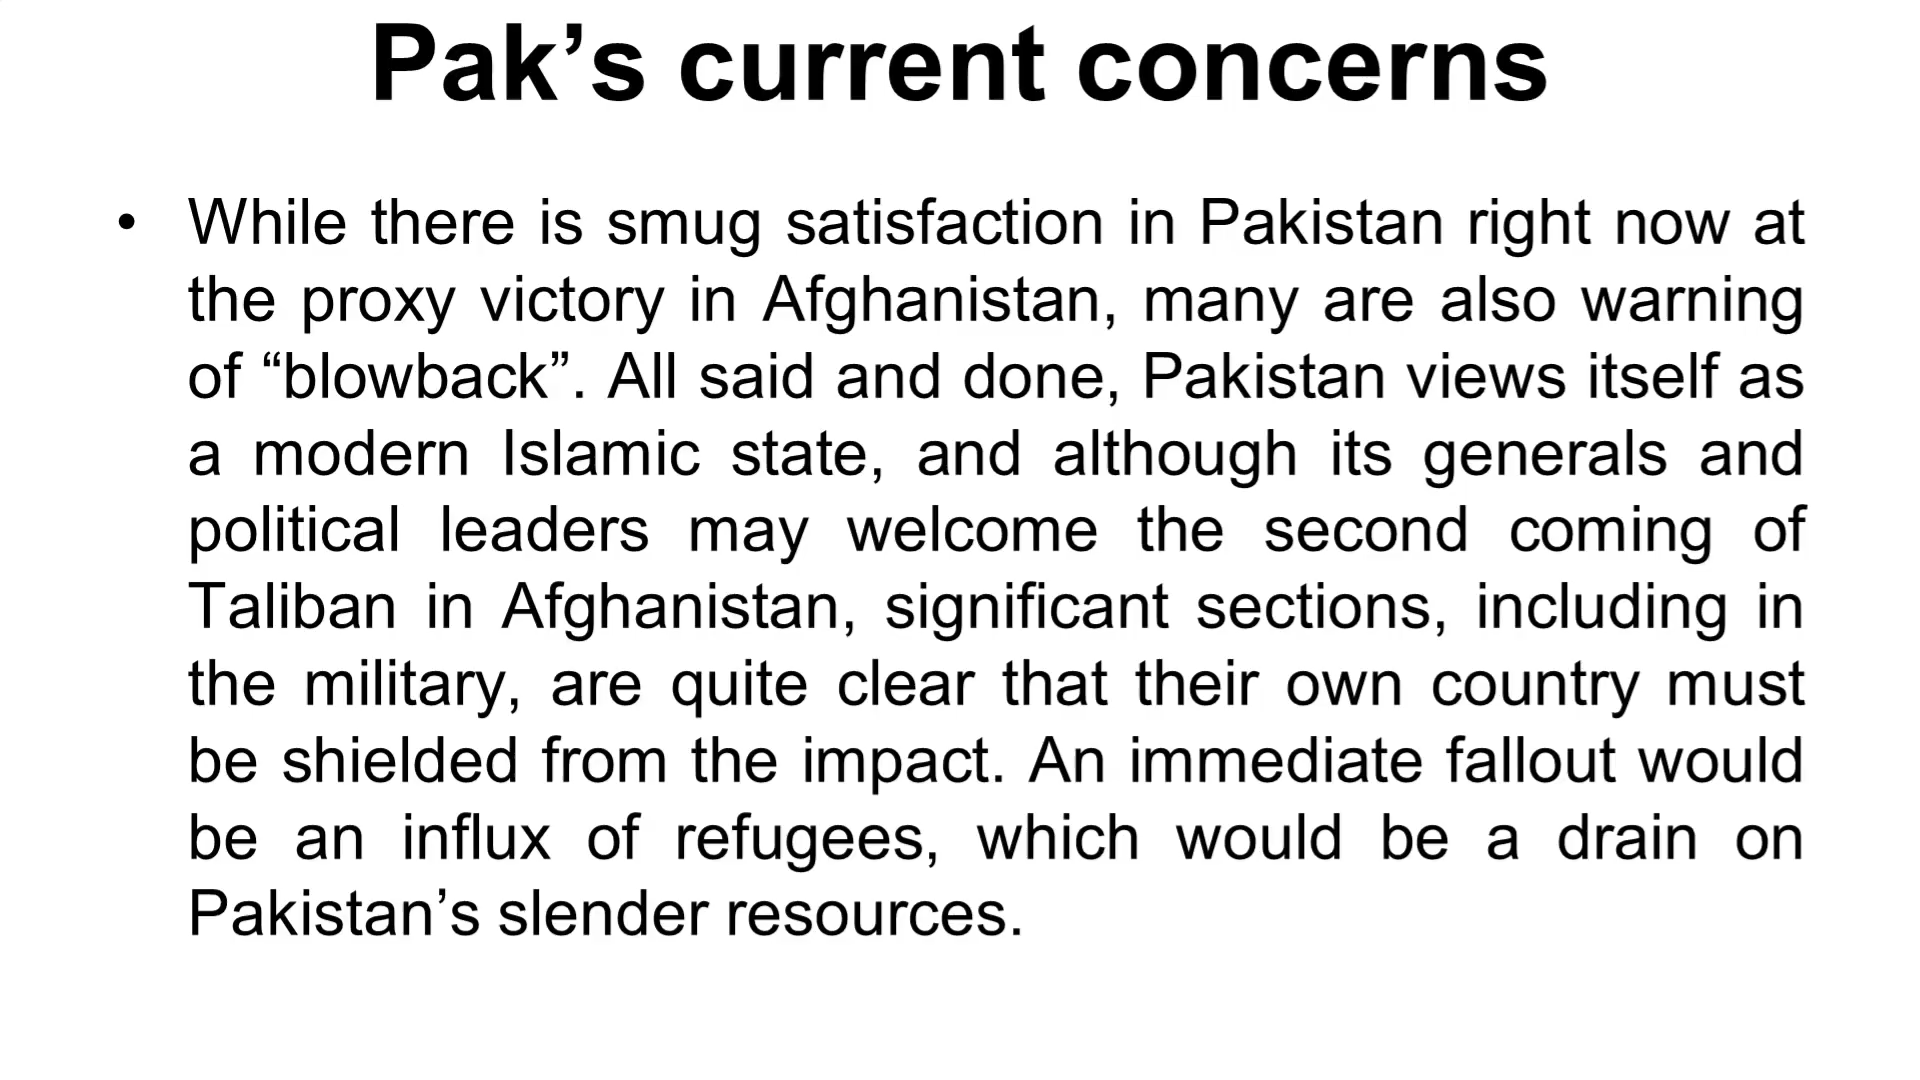 Pak’s current concerns
• While there is smug satisfaction in Pakistan right now at
the proxy victory in Afghanistan, many are also warning
of “blowback”. All said and done, Pakistan views itself as
a modern Islamic state, and although its generals and
political leaders may welcome the second coming of
Taliban in Afghanistan, significant sections, including in
the military, are quite clear that their own country must
be shielded from the impact. An immediate fallout would
be an influx of refugees, which would be a drain on
Pakistan’s slender resources.